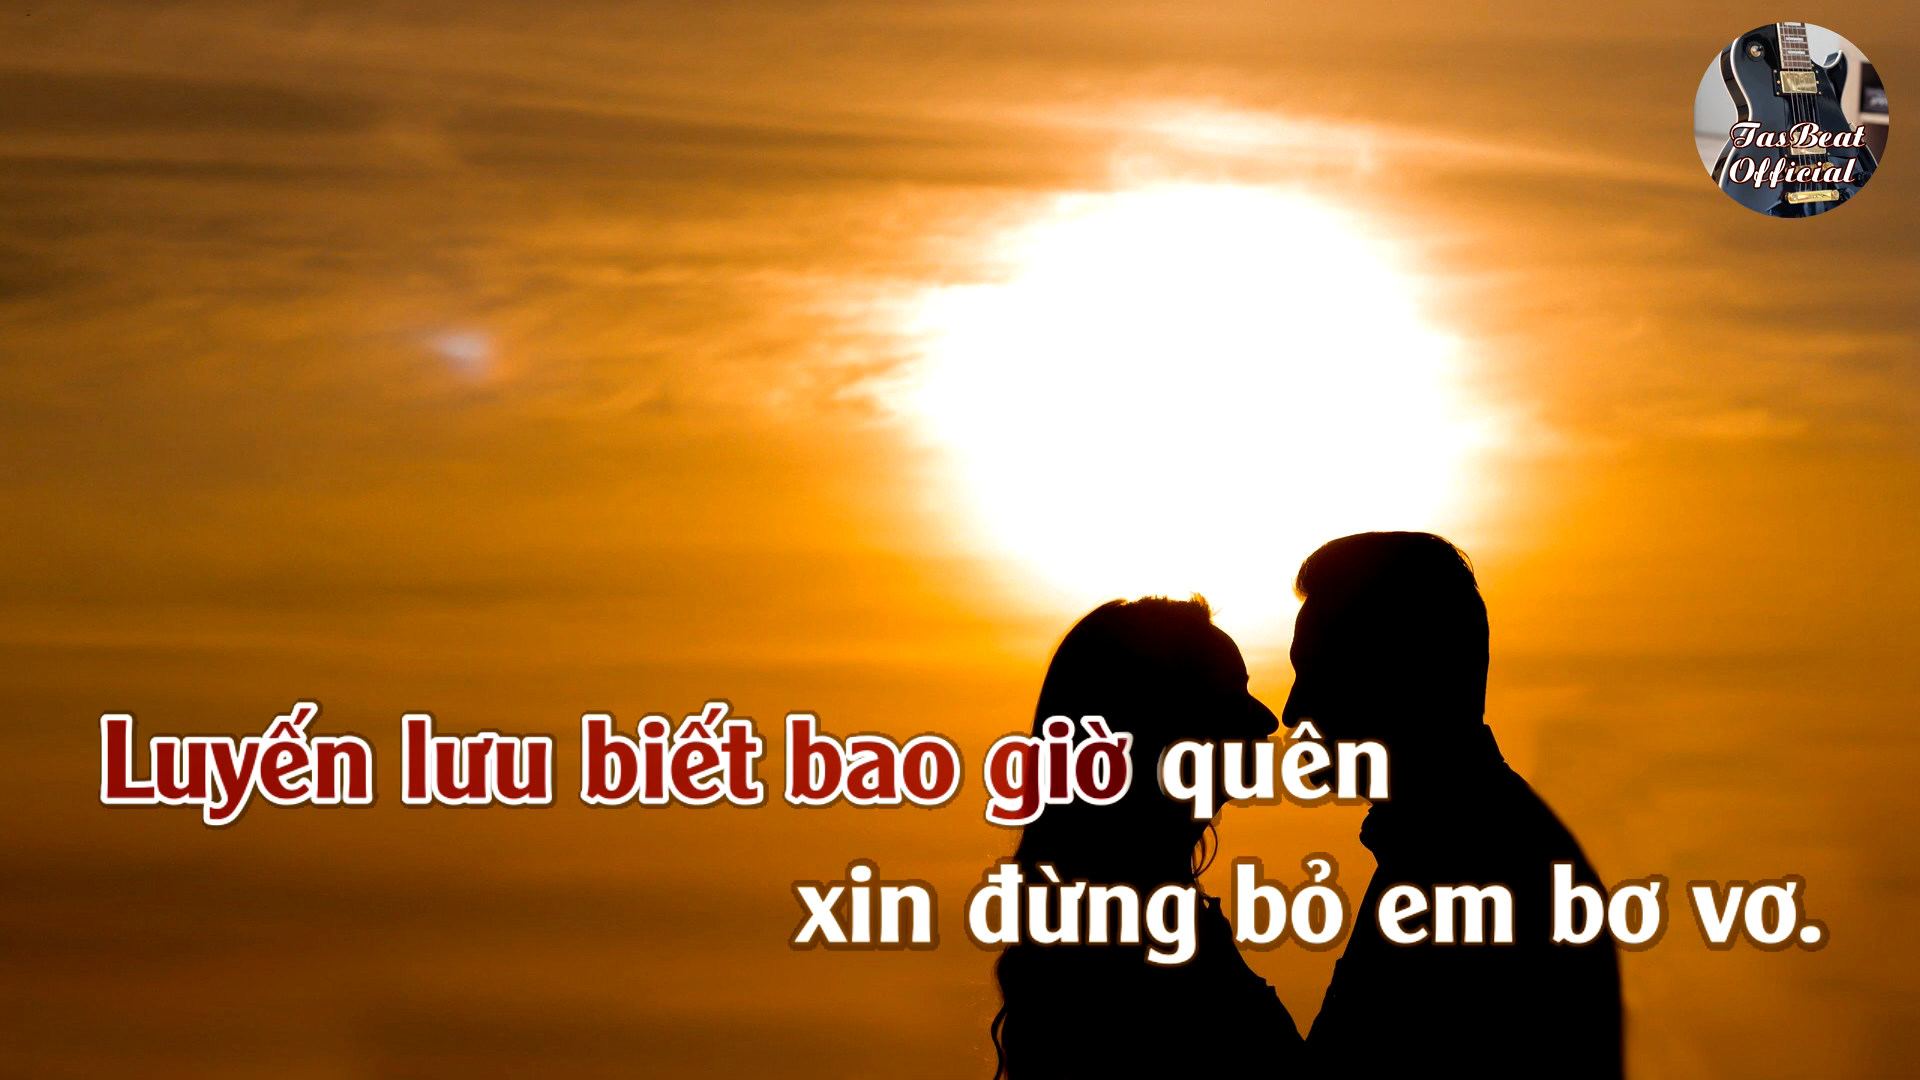 TasBeat
Official
Luyến lưu biết bao giờ quên
xin đừng bỏ em bơ vơ.